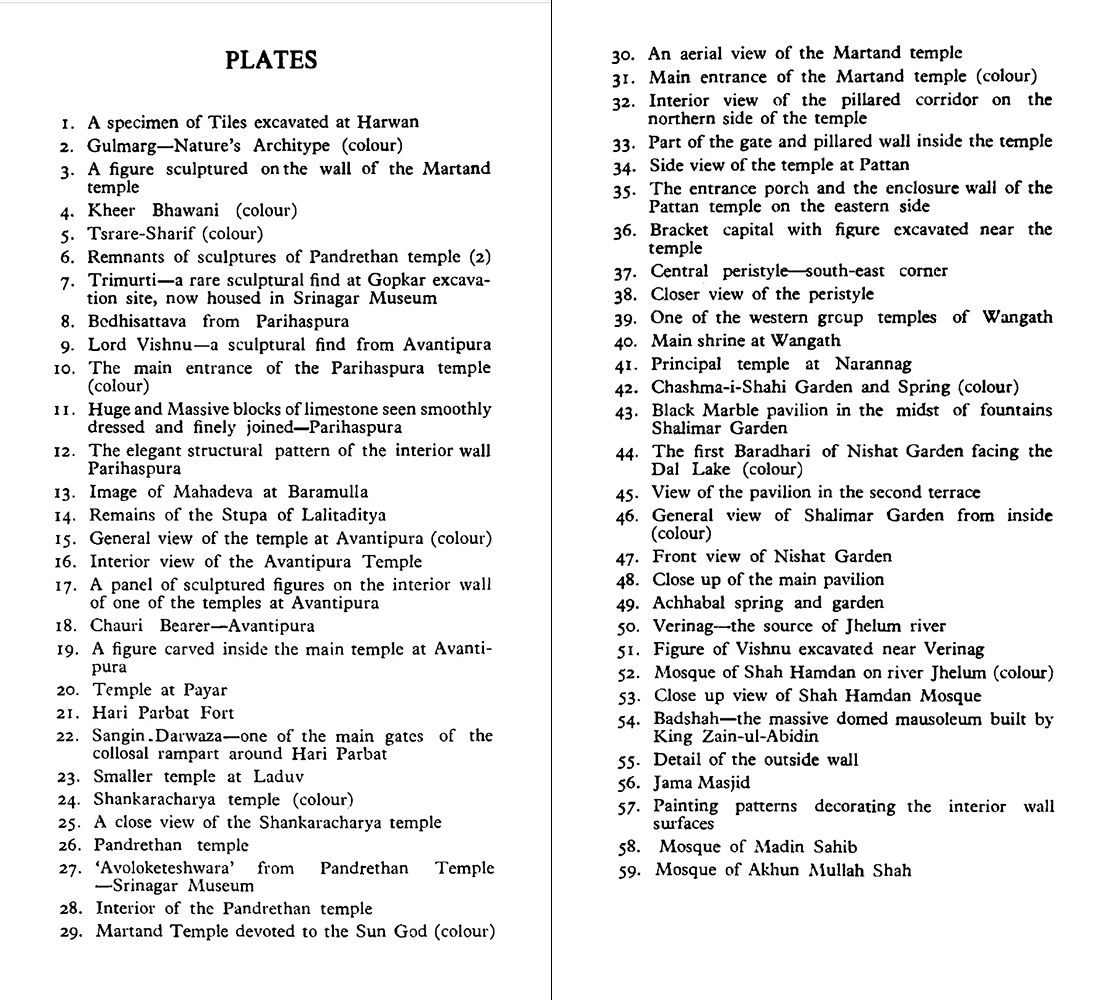 PLATES
1. A specimen of Tiles excavated at Harwan
2. Gulmarg—Nature's Architype (colour)
3. A figure sculptured on the wall of the Martand
temple
4. Kheer Bhawani (colour)
5. Tsrare-Sharif (colour)
6. Remnants of sculptures of Pandrethan temple (2)
7. Trimurti—a rare sculptural find at Gopkar excava-
tion site, now housed in Srinagar Museum
8. Bodhisattava from Parihaspura
9. Lord Vishnu—a sculptural find from Avantipura
10. The main entrance of the Parihaspura temple
(colour)
11. Huge and Massive blocks of limestone seen smoothly
dressed and finely joined—Parihaspura
12. The elegant structural pattern of the interior wall
Parihaspura
13. Image of Mahadeva at Baramulla
14. Remains of the Stupa of Lalitaditya
15. General view of the temple at Avantipura (colour)
16. Interior view of the Avantipura Temple
17. A panel of sculptured figures on the interior wall
of one of the temples at Avantipura
18. Chauri Bearer—Avantipura
19. A figure carved inside the main temple at Avanti-
pura
20. Temple at Payar
21. Hari Parbat Fort
22. Sangin Darwaza—one of the main gates of the
collosal rampart around Hari Parbat
23. Smaller temple at Laduv
24. Shankaracharya temple (colour)
25. A close view of the Shankaracharya temple
26. Pandrethan temple
27. 'Avoloketeshwara' from Pandrethan Temple
—Srinagar Museum
28. Interior of the Pandrethan temple
29. Martand Temple devoted to the Sun God (colour)
30. An aerial view of the Martand temple
31. Main entrance of the Martand temple (colour)
32. Interior view of the pillared corridor on the
northern side of the temple
33. Part of the gate and pillared wall inside the temple
34. Side view of the temple at Pattan
35. The entrance porch and the enclosure wall of the
Pattan temple on the eastern side
36. Bracket capital with figure excavated near the
temple
37. Central peristyle—south-east corner
38. Closer view of the peristyle
39. One of the western group temples of Wangath
40. Main shrine at Wangath
41. Principal temple at Narannag
42. Chashma-i-Shahi Garden and Spring (colour)
43. Black Marble pavilion in the midst of fountains
Shalimar Garden
44. The first Baradhari of Nishat Garden facing the
Dal Lake (colour)
45. View of the pavilion in the second terrace
46. General view of Shalimar Garden from inside
(colour)
47. Front view of Nishat Garden
48. Close up of the main pavilion
49. Achhabal spring and garden
50. Verinag—the source of Jhelum river
51. Figure of Vishnu excavated near Verinag
52. Mosque of Shah Hamdan on river Jhelum (colour)
53. Close up view of Shah Hamdan Mosque
54. Badshah—the massive domed mausoleum built by
King Zain-ul-Abidin
55. Detail of the outside wall
56. Jama Masjid
57. Painting patterns decorating the interior wall
surfaces
58. Mosque of Madin Sahib
59. Mosque of Akhun Mullah Shah